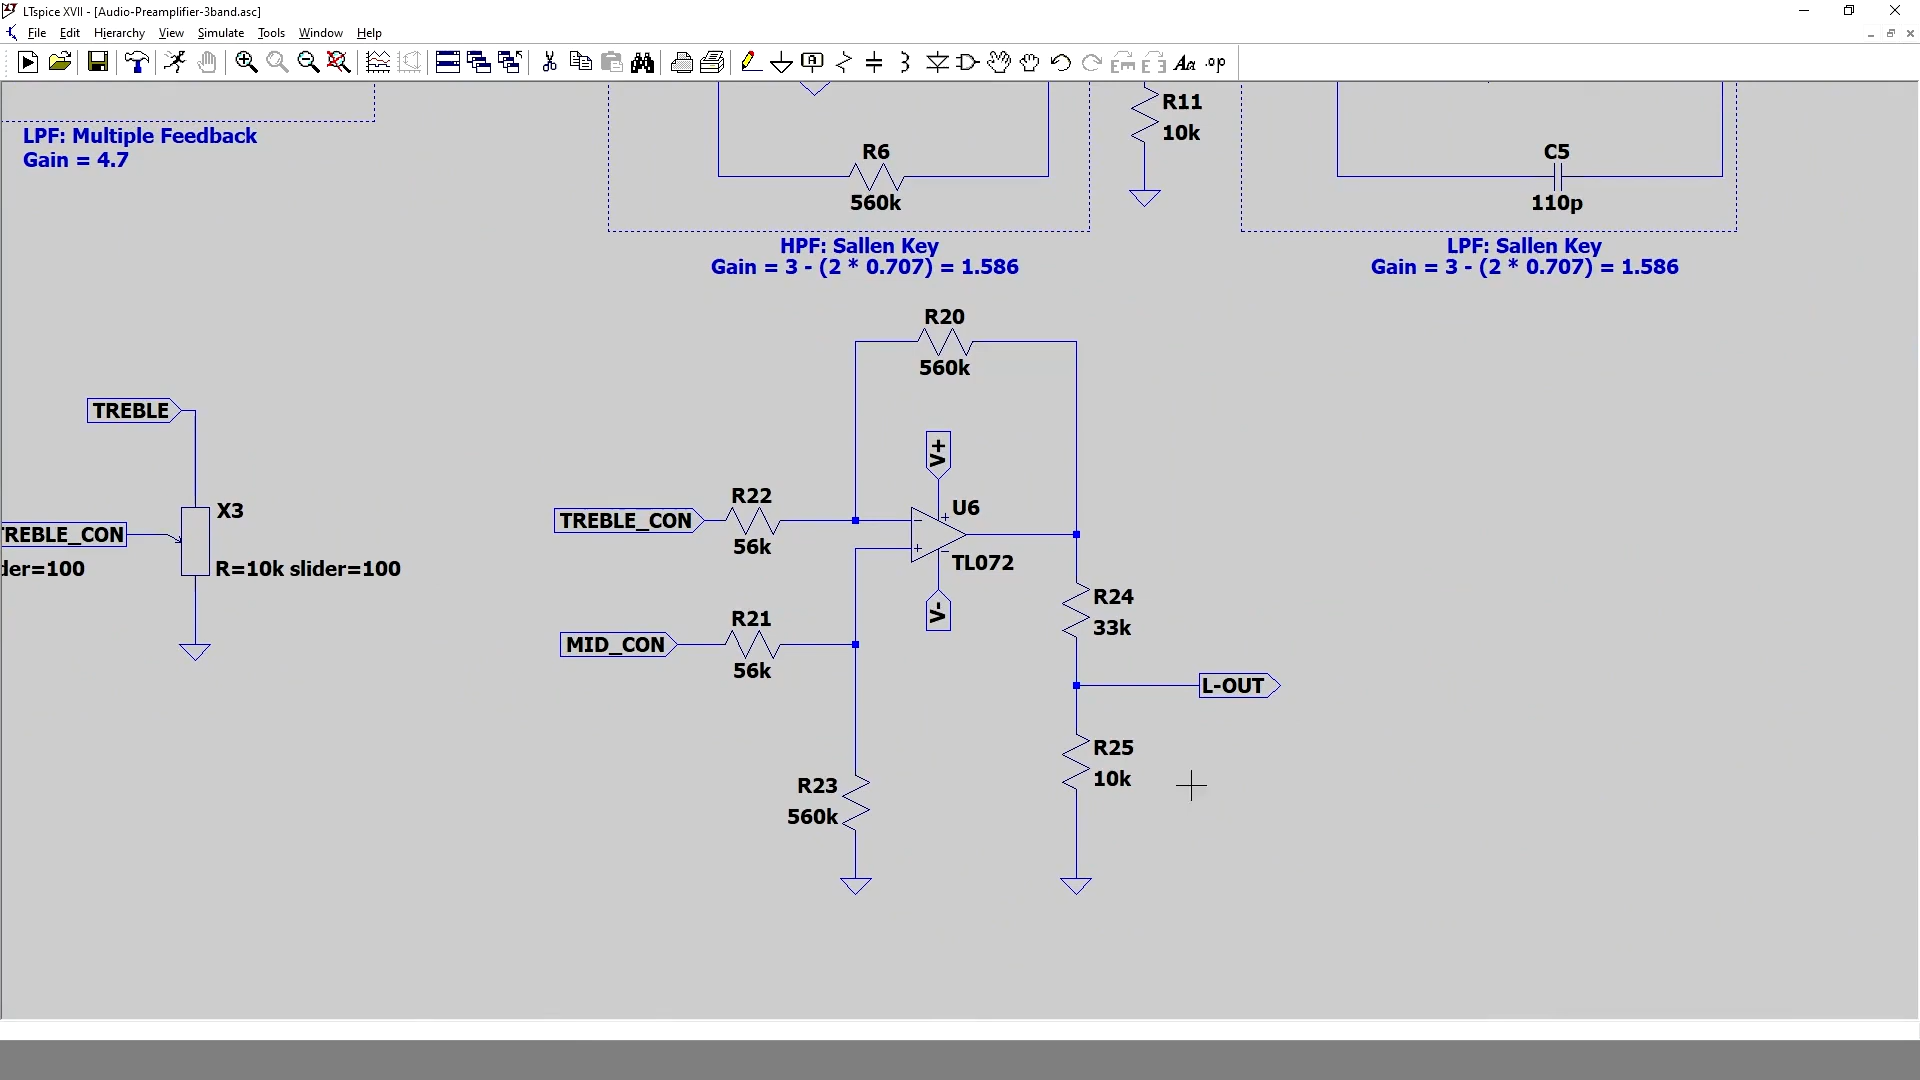 LTspice XVII - [Audio-Preamplifier-3band.asc]
File Edit Hierarchy View Simulate Tools Window Help
Aa .op
LPF: Multiple Feedback
Gain = 4.7
R11
10k
R6
560k
HPF: Sallen Key
Gain = 3 - (2 * 0.707) = 1.586
C5
110p
LPF: Sallen Key
Gain = 3 - (2 * 0.707) = 1.586
R20
560k
TREBLE
X3
TREBLE_CON
der=100
R=10k slider=100
TREBLE_CON
R22
56k
V+
U6
TL072
V-
MID_CON
R21
56k
R24
33k
L-OUT
R25
10k
R23
560k